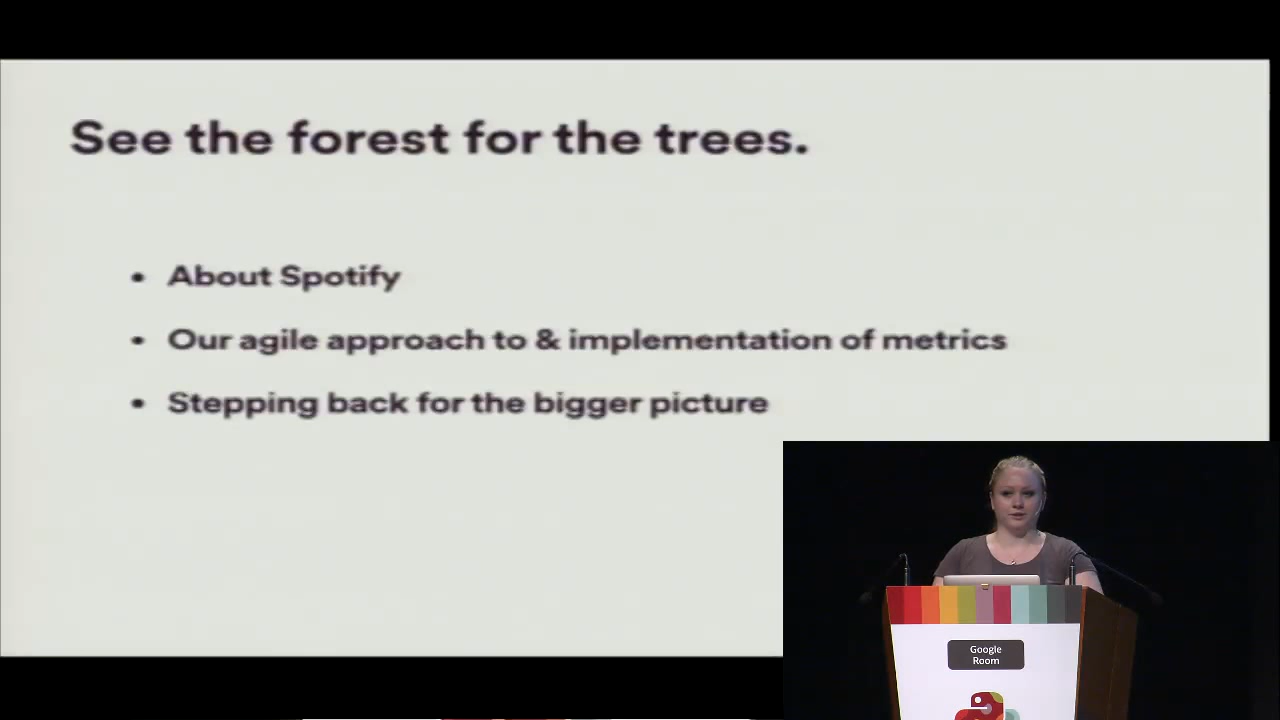 See the forest for the trees.
• About Spotify
• Our agile approach to & implementation of metrics
• Stepping back for the bigger picture
Google
Room